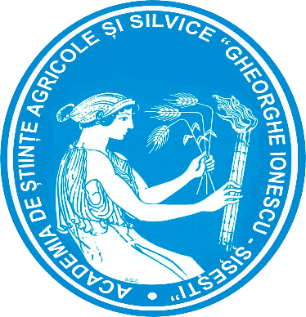 ACADEMIA DE ȘTIINȚE AGRICOLE ȘI SILVICE "GHEORGHE IONESCU - ȘIȘEȘTI"